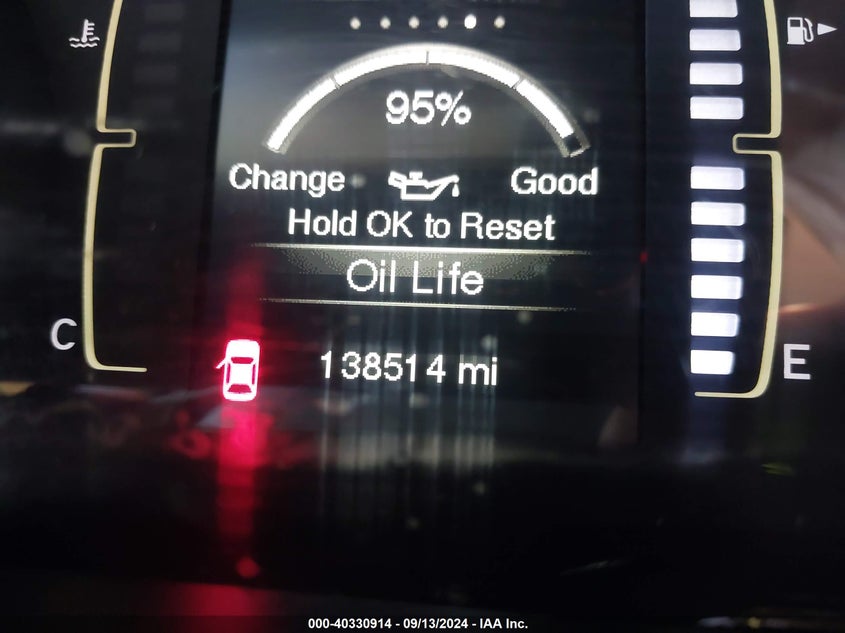 95%
Change Good
Hold OK to Reset
Oil Life
C
138514 mi
E
000-40330914 - 09/13/2024 - IAA Inc.